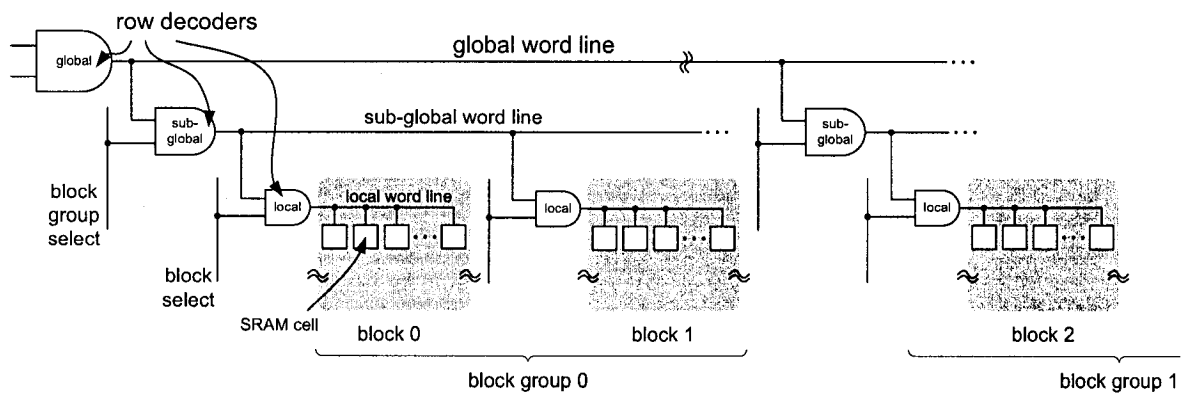 row decoders
global
global word line
sub-
global
sub-global word line
sub-
global
block
group
select
local
local word line
local
local
block
select
SRAM cell
block 0
block 1
block 2
block group 0
block group 1